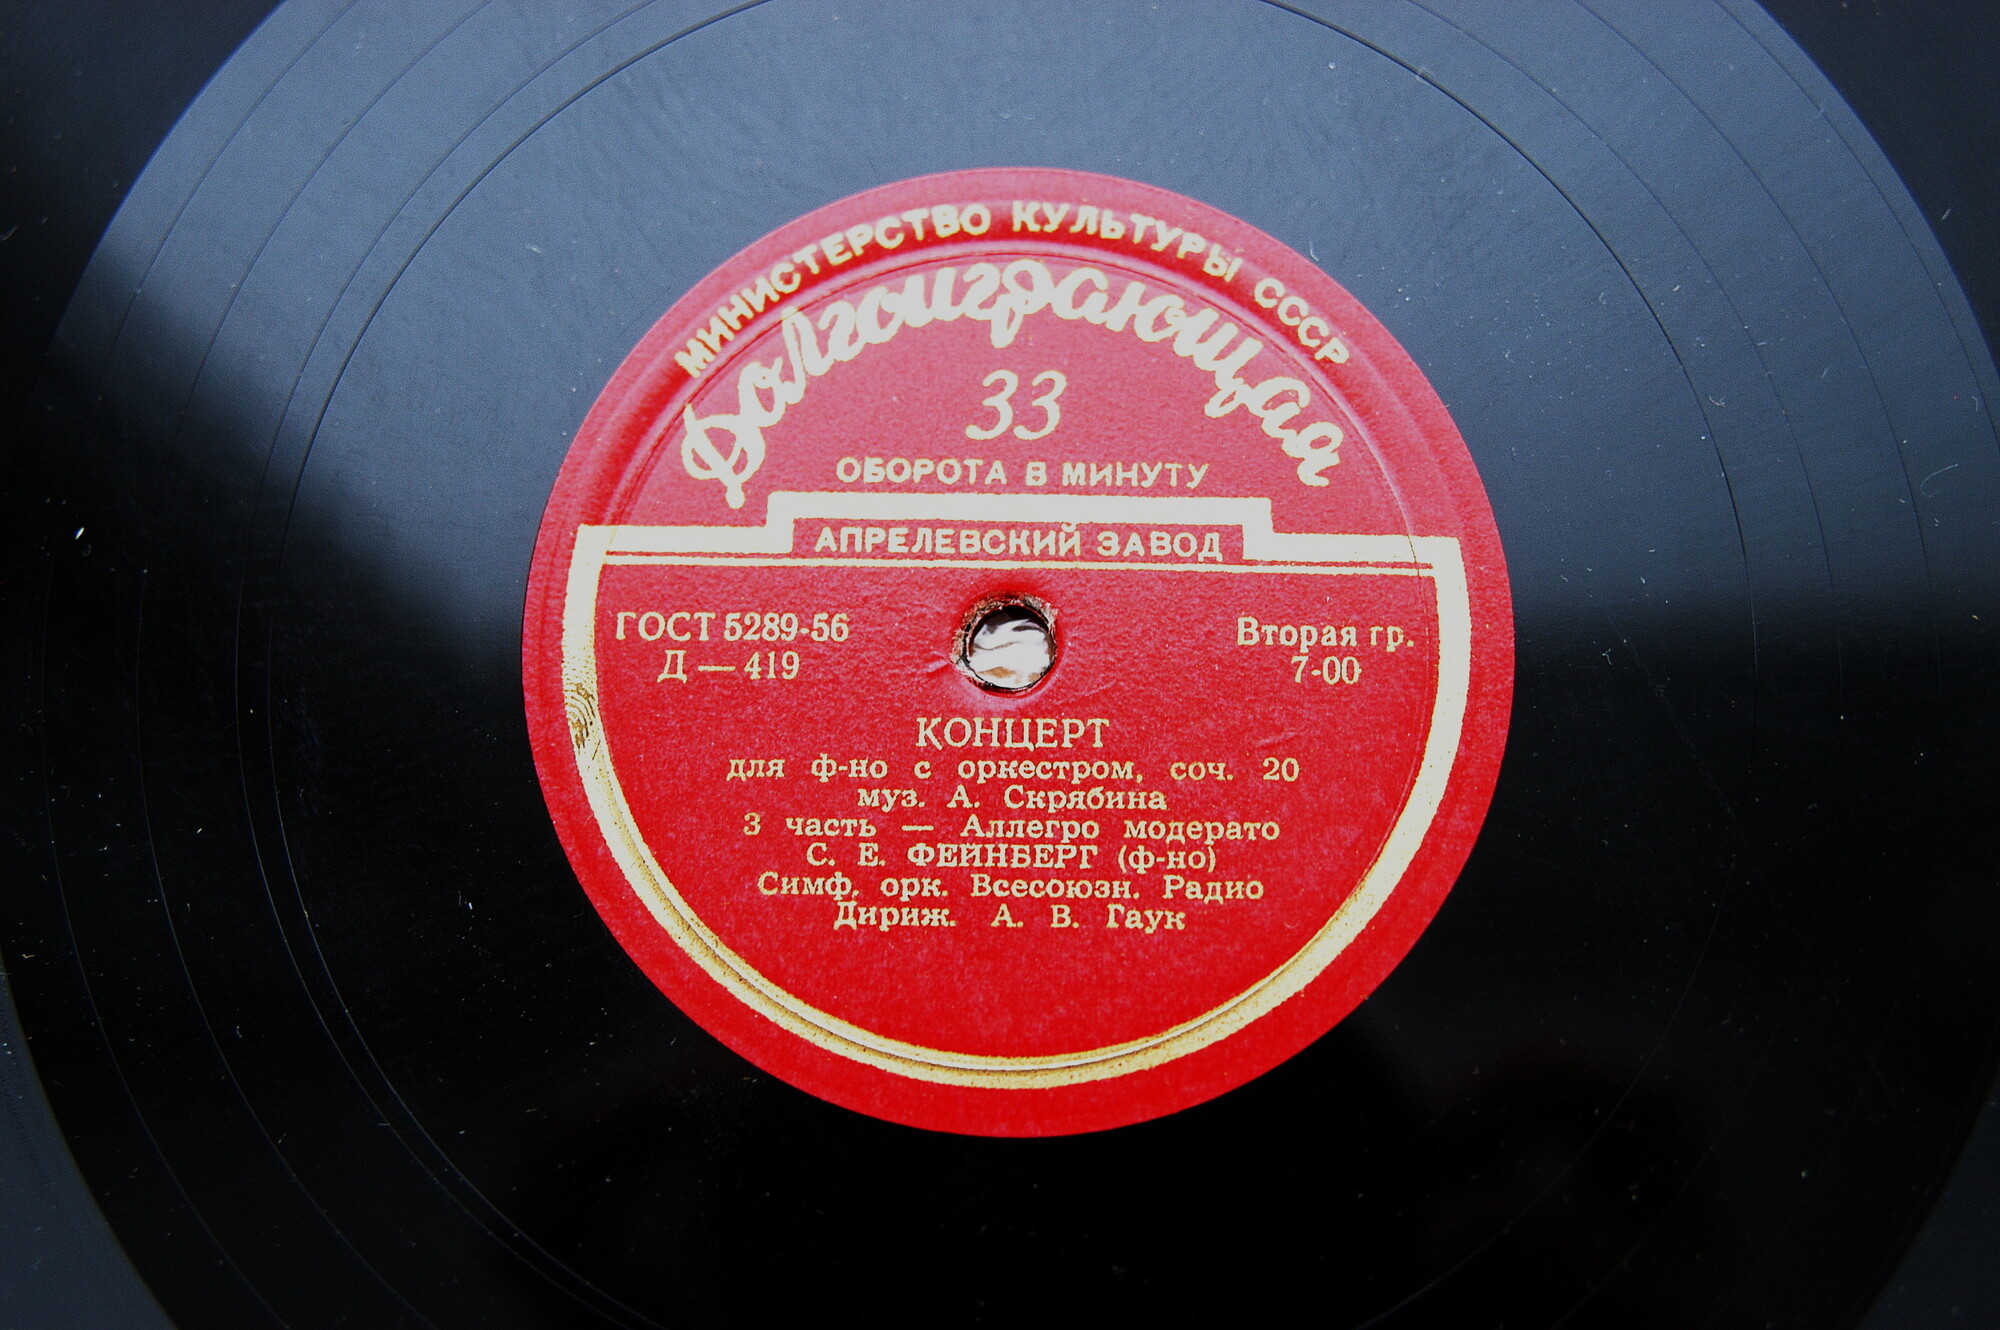 МИНИСТЕРСТВО КУЛЬТУРЫ СССР
Долгоиграющая
33
ОБОРОТА В МИНУТУ
АПРЕЛЕВСКИЙ ЗАВОД
ГОСТ 5289-56
Д — 419
Вторая гр.
7-00
КОНЦЕРТ
для ф-но с оркестром, соч. 20
муз. А. Скрябина
3 часть — Аллегро модерато
С. Е. ФЕЙНБЕРГ (ф-но)
Симф. орк. Всесоюзн. Радио
Дириж. А. В. Гаук